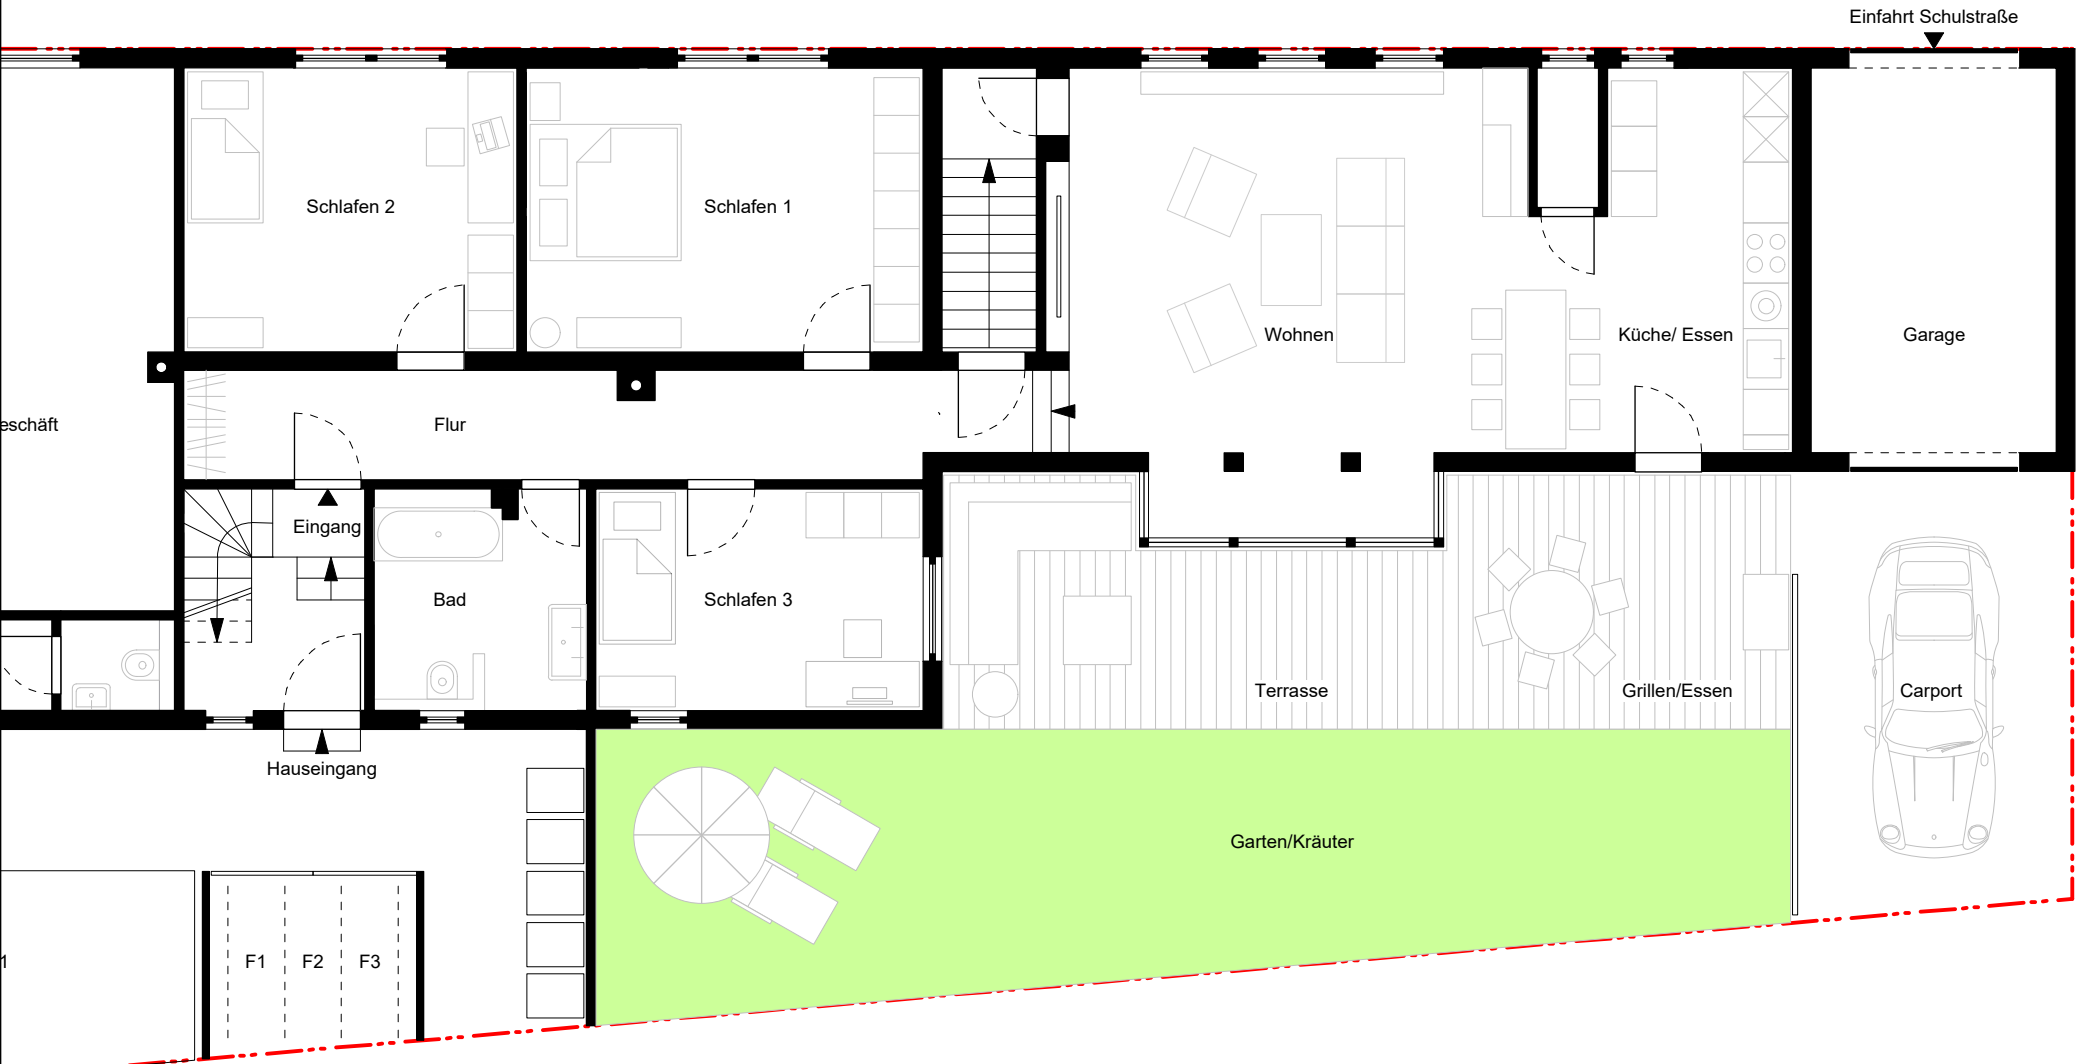 Einfahrt Schulstraße
Schlafen 2
Schlafen 1
Wohnen
Küche/ Essen
Garage
eschäft
Flur
Eingang
Bad
Schlafen 3
Terrasse
Grillen/Essen
Carport
Hauseingang
Garten/Kräuter
1
F1
F2
F3